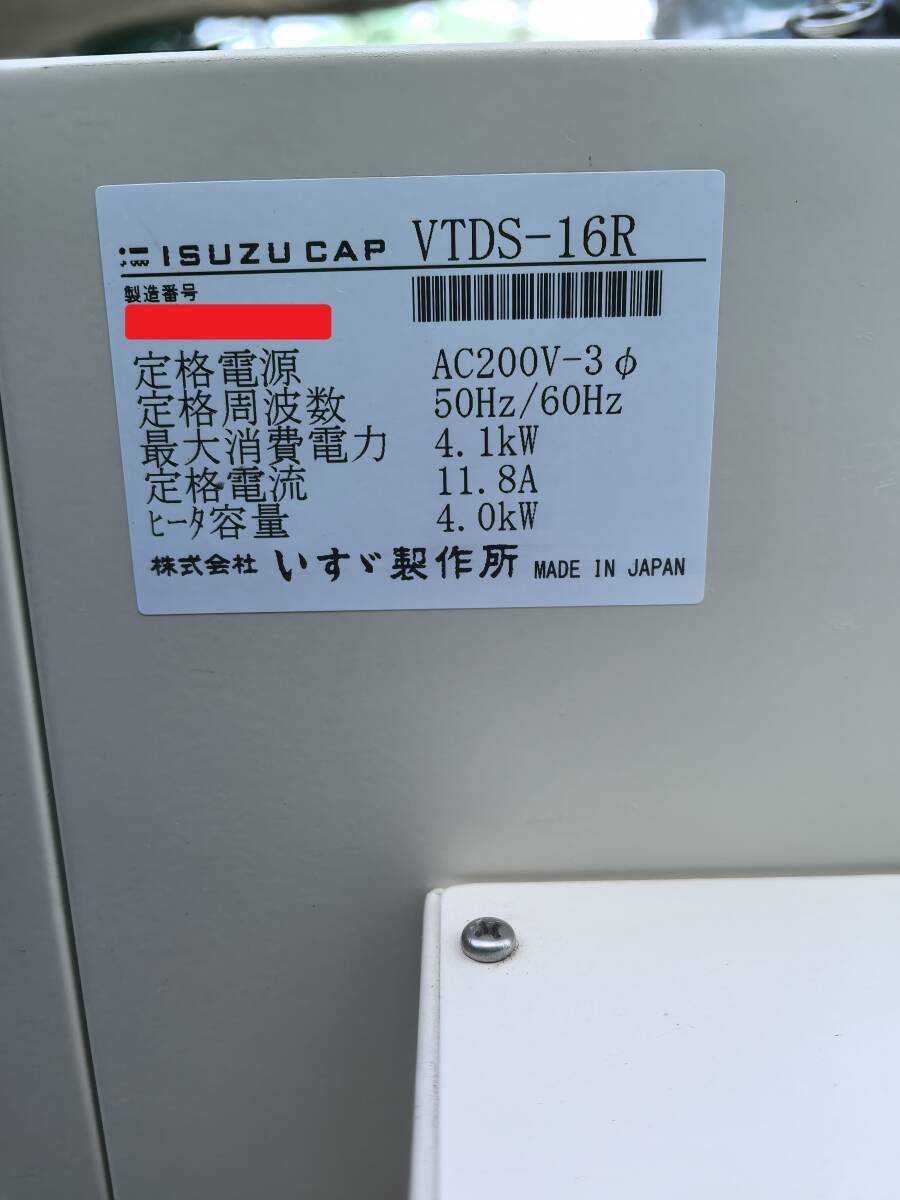 ISUZU CAP VTDS-16R
製造番号
定格電源 AC200V-3φ
定格周波数 50Hz/60Hz
最大消費電力 4.1kW
定格電流 11.8A
ﾋｰﾀ容量 4.0kW
株式会社 いすゞ製作所 MADE IN JAPAN